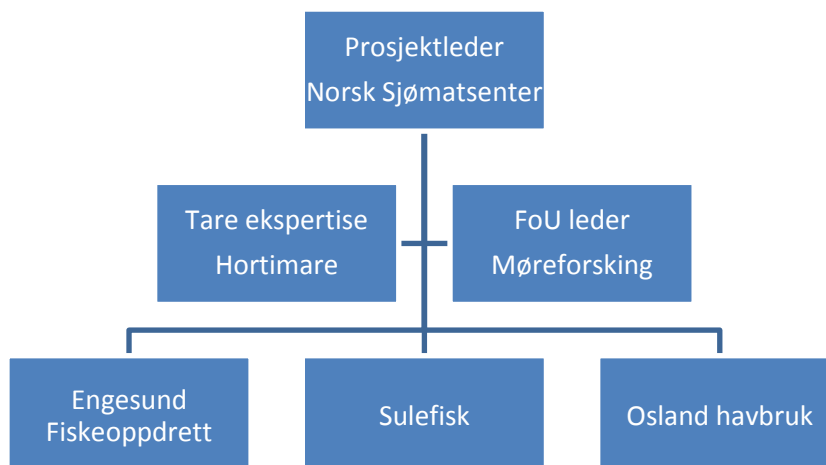 Prosjektleder
Norsk Sjømatsenter
Tare ekspertise
Hortimare
FoU leder
Møreforsking
Engesund
Fiskeoppdrett
Sulefisk
Osland havbruk